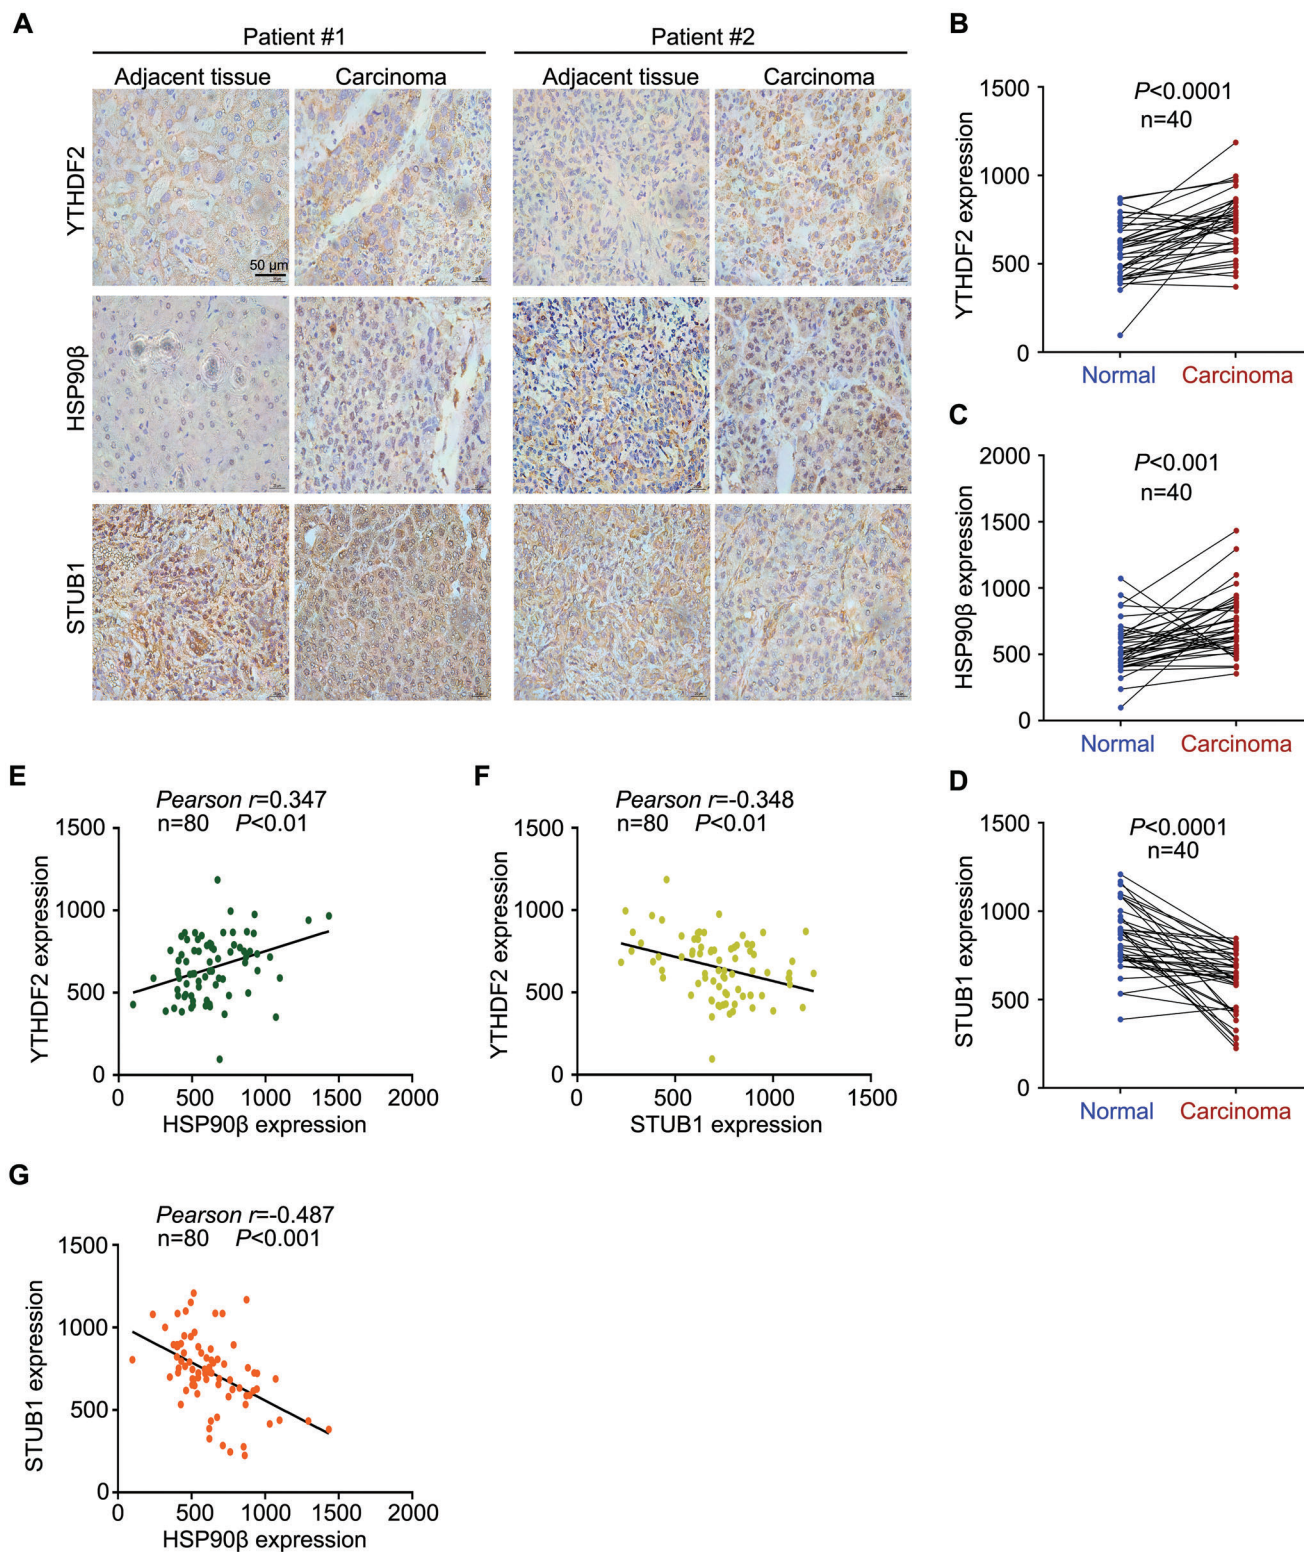 A
Patient #1
Patient #2
Adjacent tissue
Carcinoma
Adjacent tissue
Carcinoma
YTHDF2
50 μm
HSP90β
STUB1
B
1500
1000
500
0
YTHDF2 expression
P<0.0001
n=40
Normal
Carcinoma
C
2000
1500
1000
500
0
HSP90β expression
P<0.001
n=40
Normal
Carcinoma
D
1500
1000
500
0
STUB1 expression
P<0.0001
n=40
Normal
Carcinoma
E
Pearson r=0.347
n=80 P<0.01
1500
1000
500
0
YTHDF2 expression
0 500 1000 1500 2000
HSP90β expression
F
Pearson r=-0.348
n=80 P<0.01
1500
1000
500
0
YTHDF2 expression
0 500 1000 1500
STUB1 expression
G
Pearson r=-0.487
n=80 P<0.001
1500
1000
500
0
STUB1 expression
0 500 1000 1500 2000
HSP90β expression